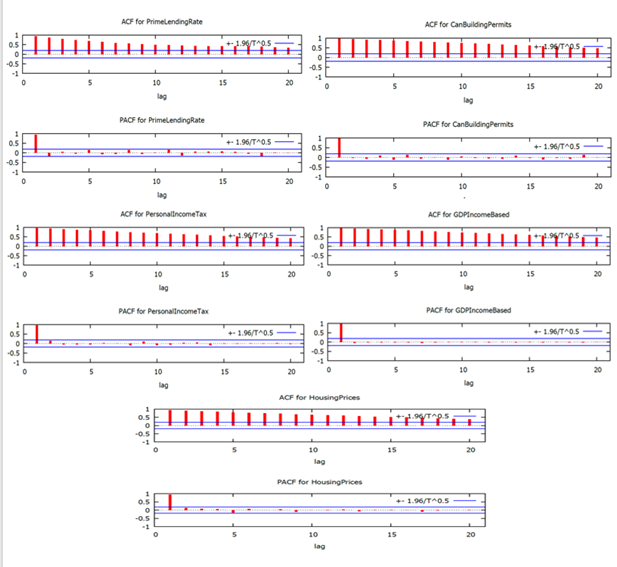 ACF for PrimeLendingRate
1
0.5
0
-0.5
-1
+- 1.96/T^0.5
0 5 10 15 20
lag
ACF for CanBuildingPermits
1
0.5
0
-0.5
-1
+- 1.96/T^0.5
0 5 10 15 20
lag
PACF for PrimeLendingRate
1
0.5
0
-0.5
-1
+- 1.96/T^0.5
0 5 10 15 20
lag
PACF for CanBuildingPermits
1
0.5
0
-0.5
-1
+- 1.96/T^0.5
0 5 10 15 20
lag
ACF for PersonalIncomeTax
1
0.5
0
-0.5
-1
+- 1.96/T^0.5
0 5 10 15 20
lag
ACF for GDPIncomeBased
1
0.5
0
-0.5
-1
+- 1.96/T^0.5
0 5 10 15 20
lag
PACF for PersonalIncomeTax
1
0.5
0
-0.5
-1
+- 1.96/T^0.5
0 5 10 15 20
lag
PACF for GDPIncomeBased
1
0.5
0
-0.5
-1
+- 1.96/T^0.5
0 5 10 15 20
lag
ACF for HousingPrices
1
0.5
0
-0.5
-1
+- 1.96/T^0.5
0 5 10 15 20
lag
PACF for HousingPrices
1
0.5
0
-0.5
-1
+- 1.96/T^0.5
0 5 10 15 20
lag